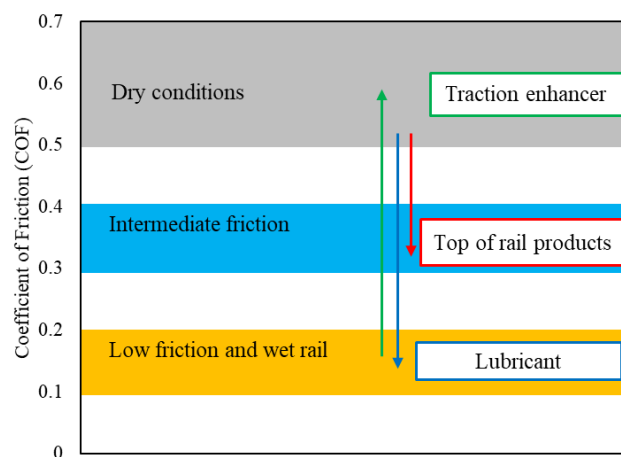 Coefficient of Friction (COF)
0.7
0.6
0.5
0.4
0.3
0.2
0.1
0
Dry conditions
Traction enhancer
Intermediate friction
Top of rail products
Low friction and wet rail
Lubricant